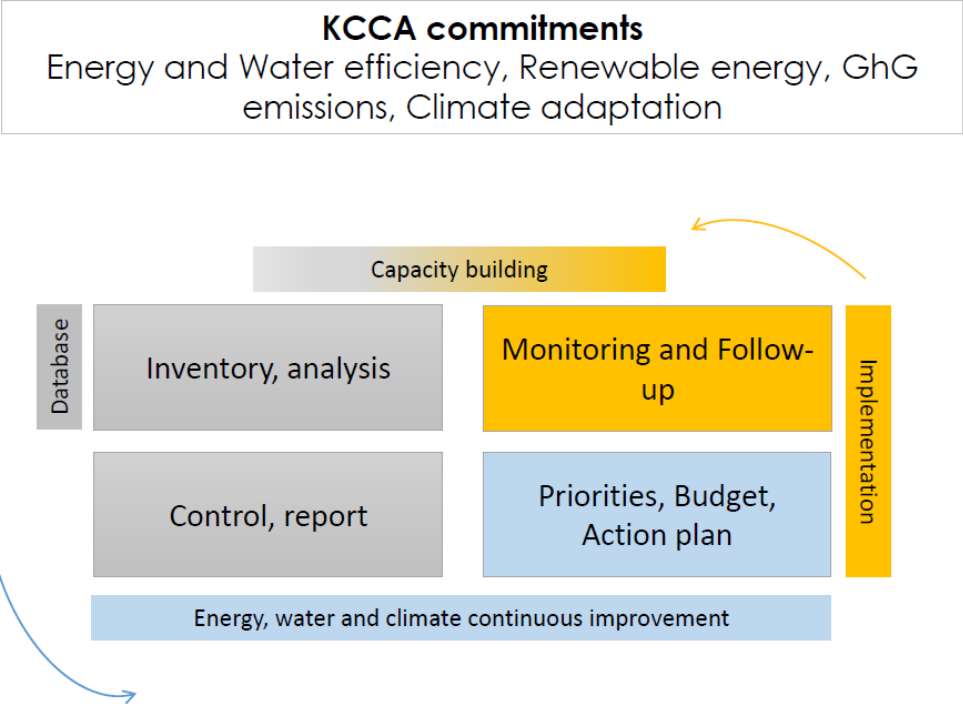 KCCA commitments
Energy and Water efficiency, Renewable energy, GhG
emissions, Climate adaptation
Capacity building
Database
Inventory, analysis
Monitoring and Follow-
up
Implementation
Control, report
Priorities, Budget,
Action plan
Energy, water and climate continuous improvement